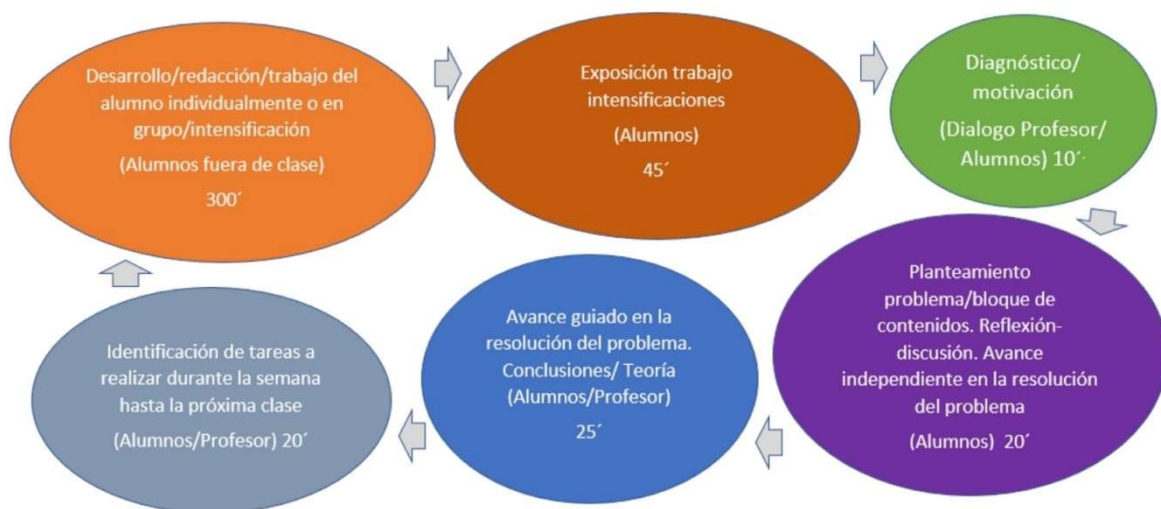 Desarrollo/redacción/trabajo del
alumno individualmente o en
grupo/intensificación
(Alumnos fuera de clase)
300´
Exposición trabajo
intensificaciones
(Alumnos)
45´
Diagnóstico/
motivación
(Dialogo Profesor/
Alumnos) 10´
Planteamiento
problema/bloque de
contenidos. Reflexión-
discusión. Avance
independiente en la resolución
del problema
(Alumnos) 20´
Avance guiado en la
resolución del problema.
Conclusiones/ Teoría
(Alumnos/Profesor)
25´
Identificación de tareas a
realizar durante la semana
hasta la próxima clase
(Alumnos/Profesor) 20´